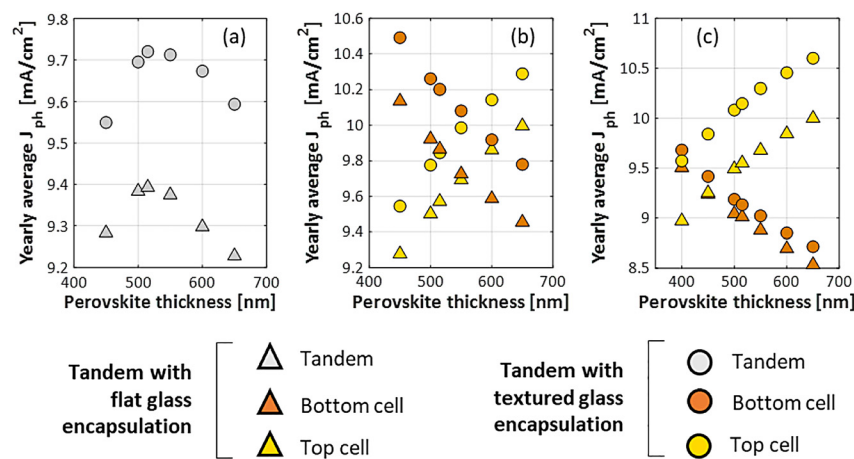 (a)
Yearly average J ph [mA/cm²]
9.8
9.7
9.6
9.5
9.4
9.3
9.2
400 500 600 700
Perovskite thickness [nm]
(b)
Yearly average J ph [mA/cm²]
10.6
10.4
10.2
10
9.8
9.6
9.4
9.2
400 500 600 700
Perovskite thickness [nm]
(c)
Yearly average J ph [mA/cm²]
11
10.5
10
9.5
9
8.5
400 500 600 700
Perovskite thickness [nm]
Tandem with
flat glass
encapsulation
Tandem
Bottom cell
Top cell
Tandem with
textured glass
encapsulation
Tandem
Bottom cell
Top cell